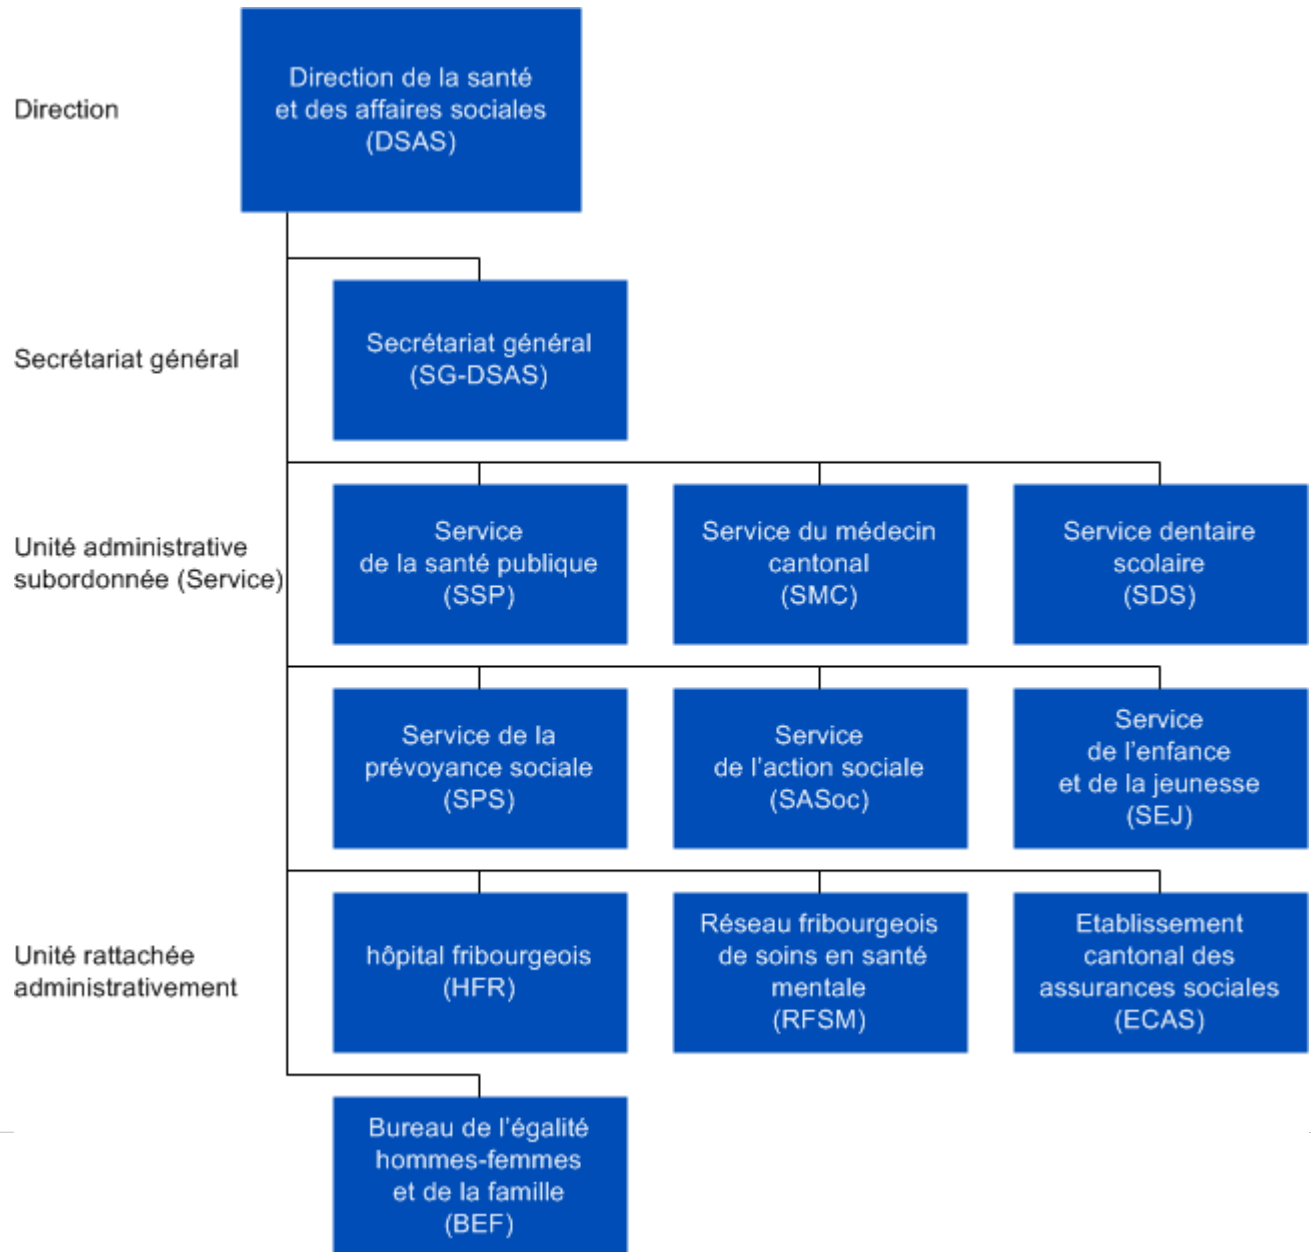 Direction
Direction de la santé
et des affaires sociales
(DSAS)
Secrétariat général
Secrétariat général
(SG-DSAS)
Unité administrative
subordonnée (Service)
Service
de la santé publique
(SSP)
Service du médecin
cantonal
(SMC)
Service dentaire
scolaire
(SDS)
Service de la
prévoyance sociale
(SPS)
Service
de l'action sociale
(SASoc)
Service
de l'enfance
et de la jeunesse
(SEJ)
Unité rattachée
administrativement
hôpital fribourgeois
(HFR)
Réseau fribourgeois
de soins en santé
mentale
(RFSM)
Etablissement
cantonal des
assurances sociales
(ECAS)
Bureau de l'égalité
hommes-femmes
et de la famille
(BEF)